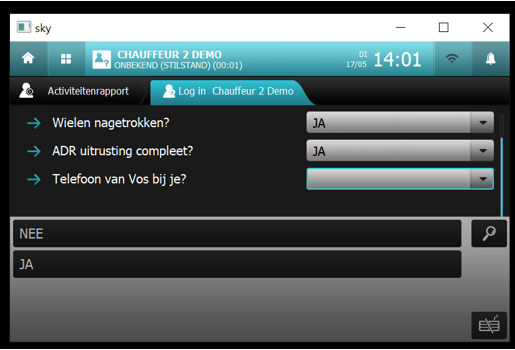 sky
CHAUFFEUR 2 DEMO
ONBEKEND (STILSTAND) (00:01)
DI
17/05
14:01
Activiteitenrapport
Log in Chauffeur 2 Demo
Wielen nagetrokken?
JA
ADR uitrusting compleet?
JA
Telefoon van Vos bij je?
NEE
JA